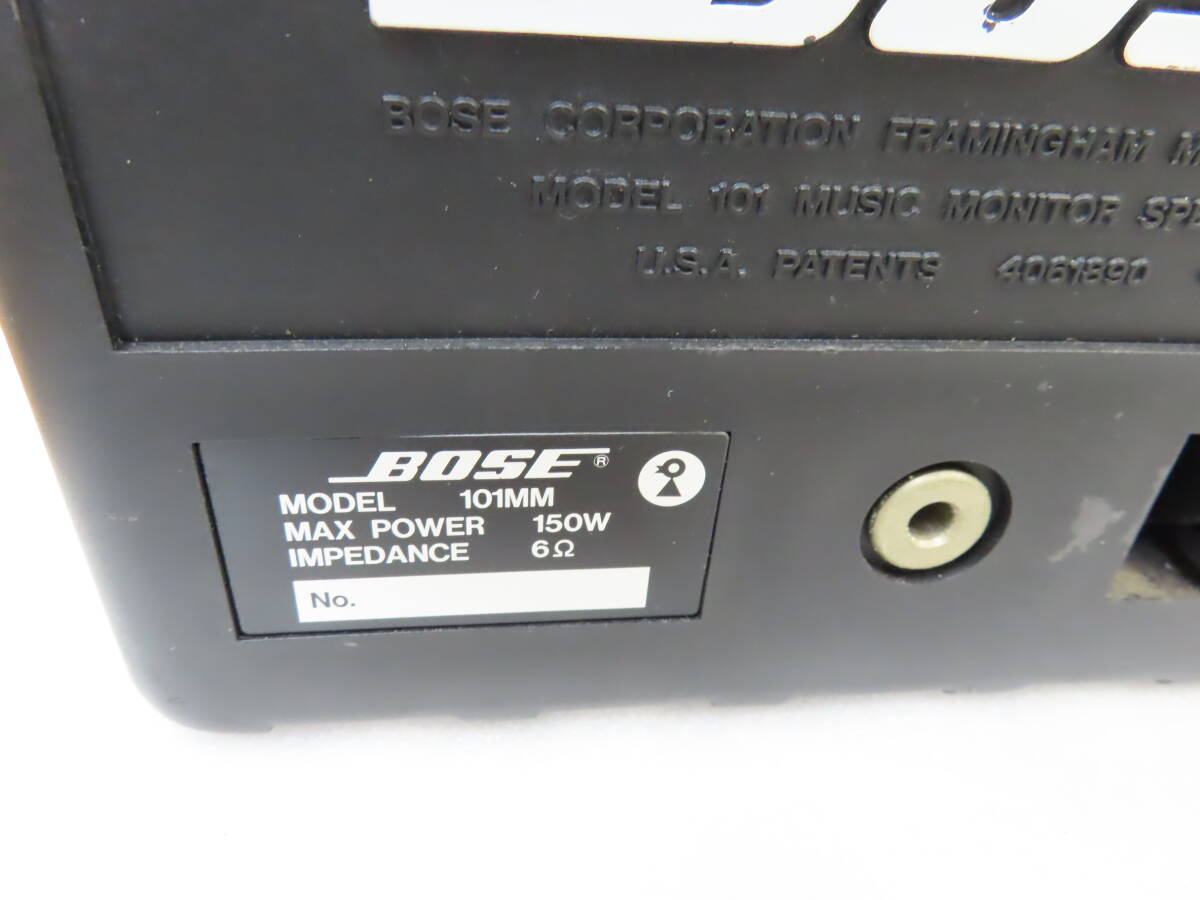 BOSE CORPORATION FRAMINGHAM
MODEL 101 MUSIC MONITOR
U.S.A. PATENTS 4061890
BOSE®
MODEL 101MM
MAX POWER 150W
IMPEDANCE 6Ω
No.